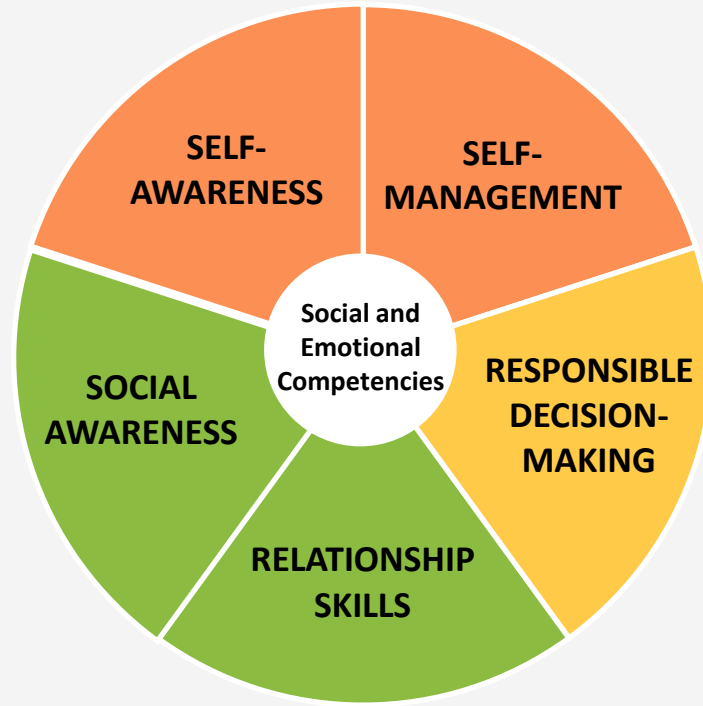 SELF-
AWARENESS
SELF-
MANAGEMENT
Social and
Emotional
Competencies
SOCIAL
AWARENESS
RESPONSIBLE
DECISION-
MAKING
RELATIONSHIP
SKILLS